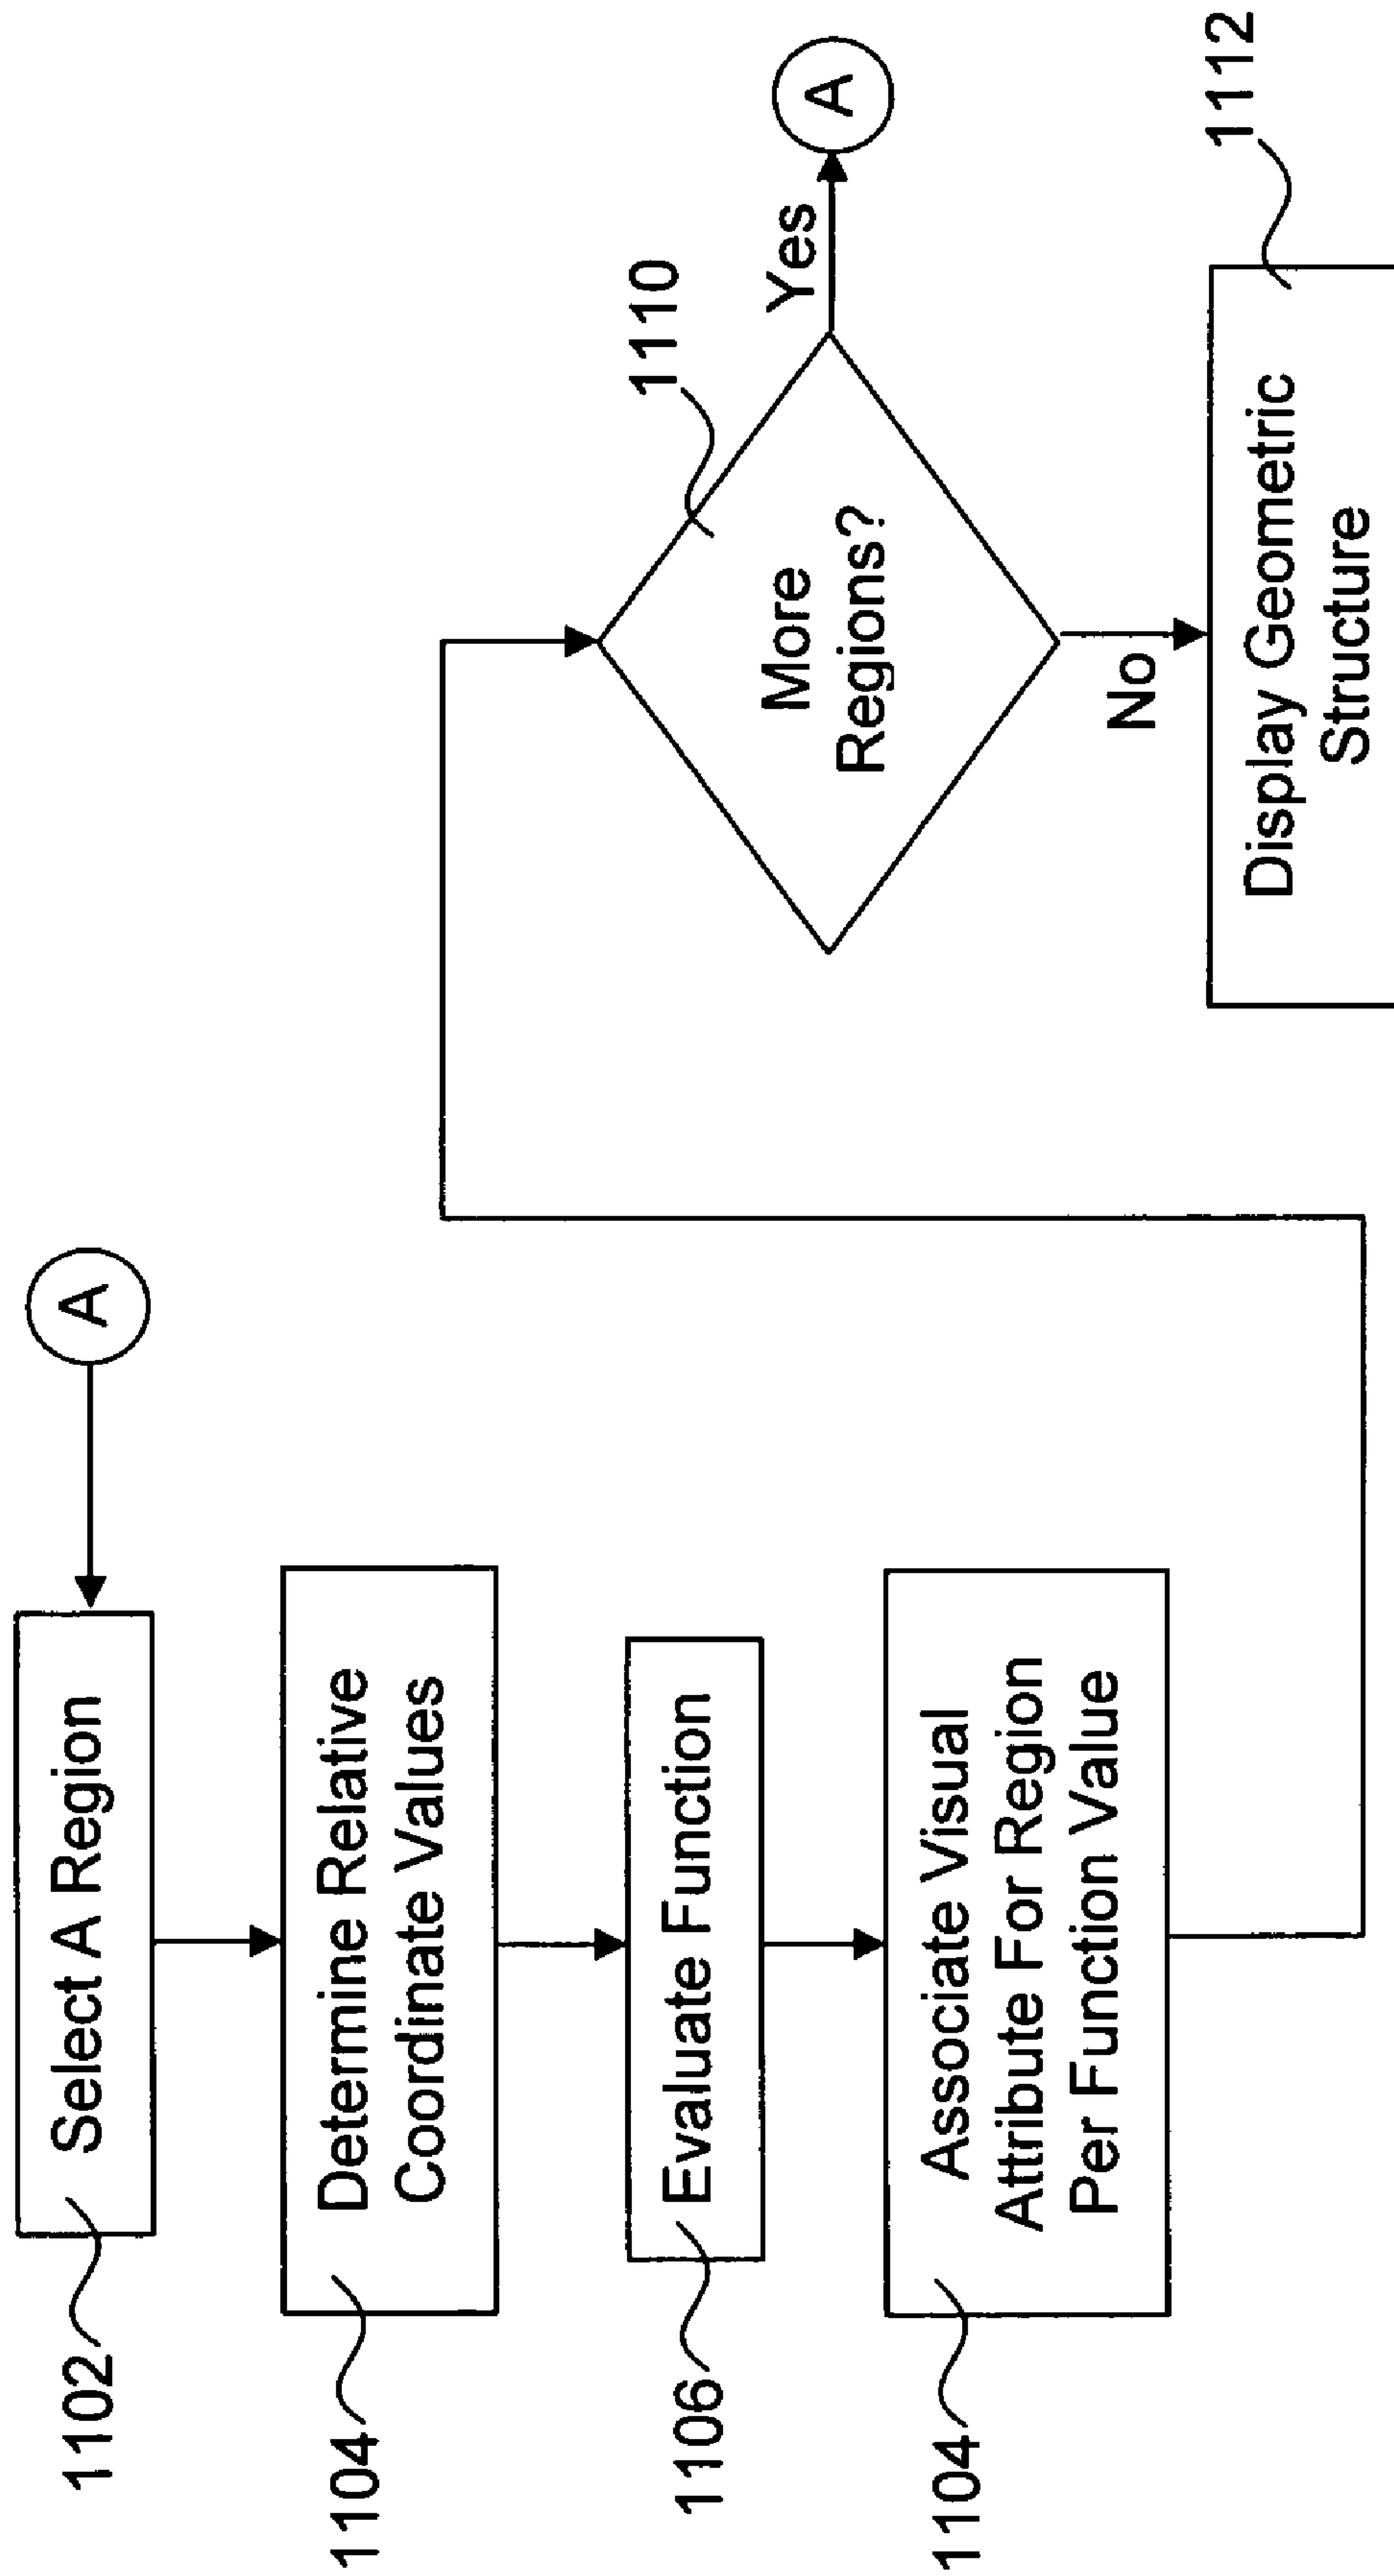 A
1102
Select A Region
1104
Determine Relative
Coordinate Values
1106
Evaluate Function
1104
Associate Visual
Attribute For Region
Per Function Value
1110
More
Regions?
Yes
A
No
1112
Display Geometric
Structure